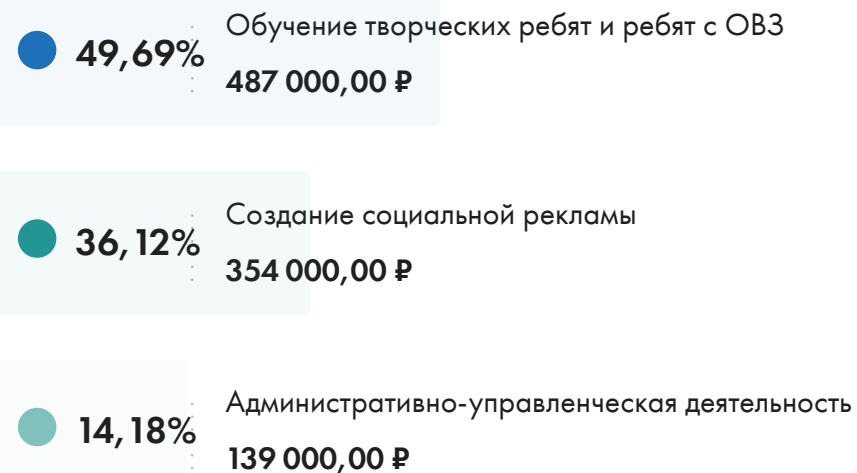 Обучение творческих ребят и ребят с ОВЗ
49,69%
487 000,00 ₽
Создание социальной рекламы
36,12%
354 000,00 ₽
Административно-управленческая деятельность
14,18%
139 000,00 ₽